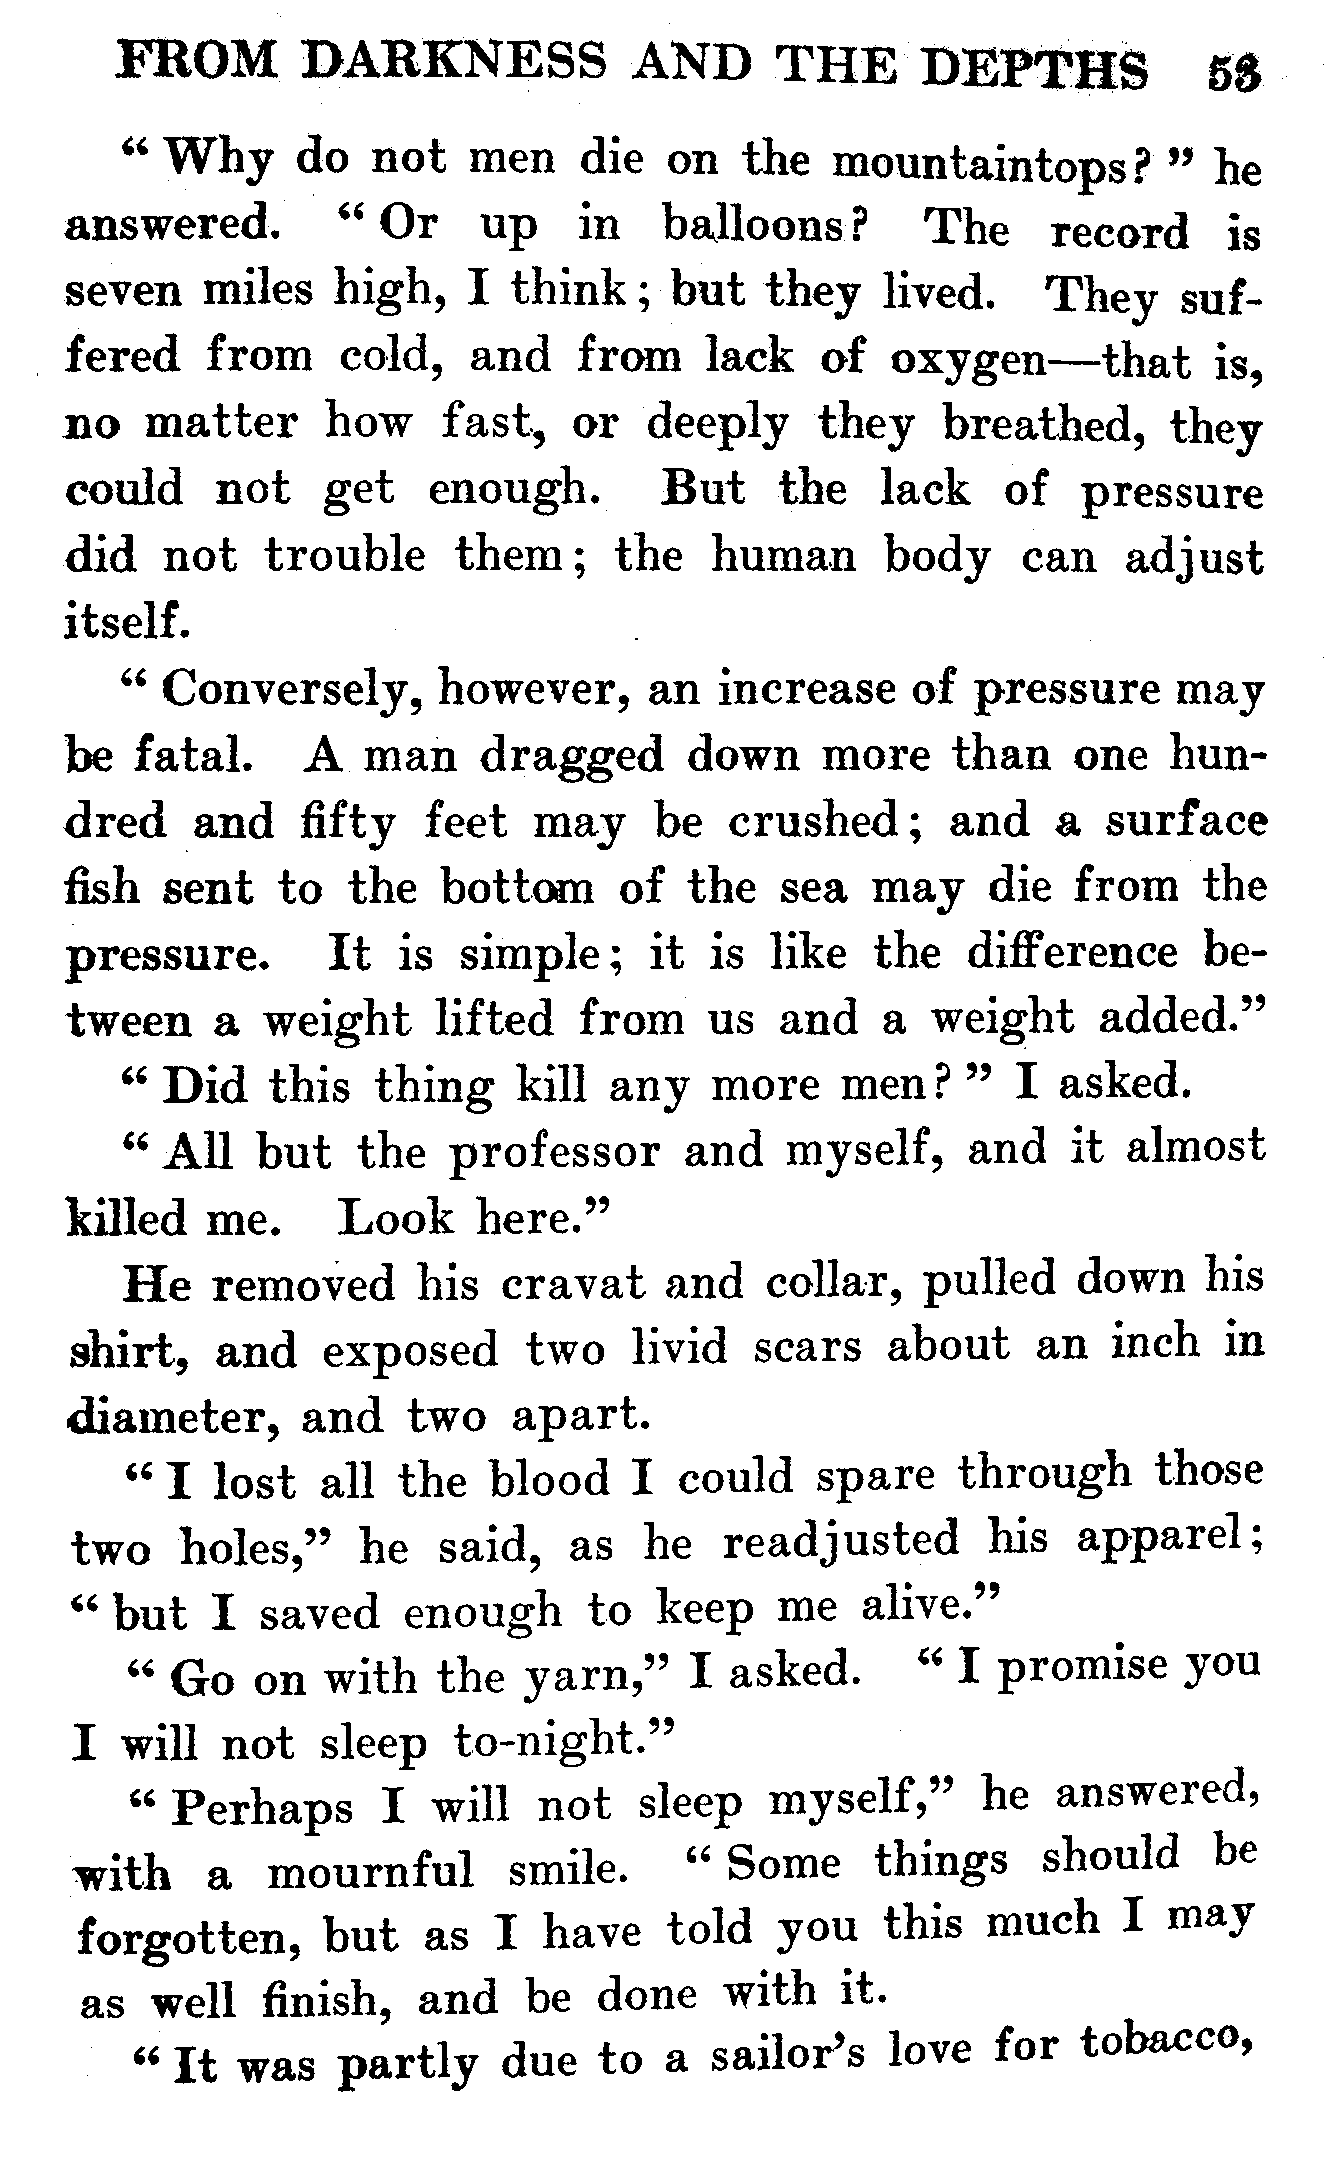 FROM DARKNESS AND THE DEPTHS 53
“ Why do not men die on the mountaintops? ” he
answered. “ Or up in balloons? The record is
seven miles high, I think ; but they lived. They suf-
fered from cold, and from lack of oxygen—that is,
no matter how fast, or deeply they breathed, they
could not get enough. But the lack of pressure
did not trouble them ; the human body can adjust
itself.
“ Conversely, however, an increase of pressure may
be fatal. A man dragged down more than one hun-
dred and fifty feet may be crushed ; and a surface
fish sent to the bottom of the sea may die from the
pressure. It is simple ; it is like the difference be-
tween a weight lifted from us and a weight added.”
“ Did this thing kill any more men? ” I asked.
“ All but the professor and myself, and it almost
killed me. Look here.”
He removed his cravat and collar, pulled down his
shirt, and exposed two livid scars about an inch in
diameter, and two apart.
“ I lost all the blood I could spare through those
two holes,” he said, as he readjusted his apparel ;
“ but I saved enough to keep me alive.”
“ Go on with the yarn,” I asked. “ I promise you
I will not sleep to-night.”
“ Perhaps I will not sleep myself,” he answered,
with a mournful smile. “ Some things should be
forgotten, but as I have told you this much I may
as well finish, and be done with it.
“ It was partly due to a sailor’s love for tobacco,